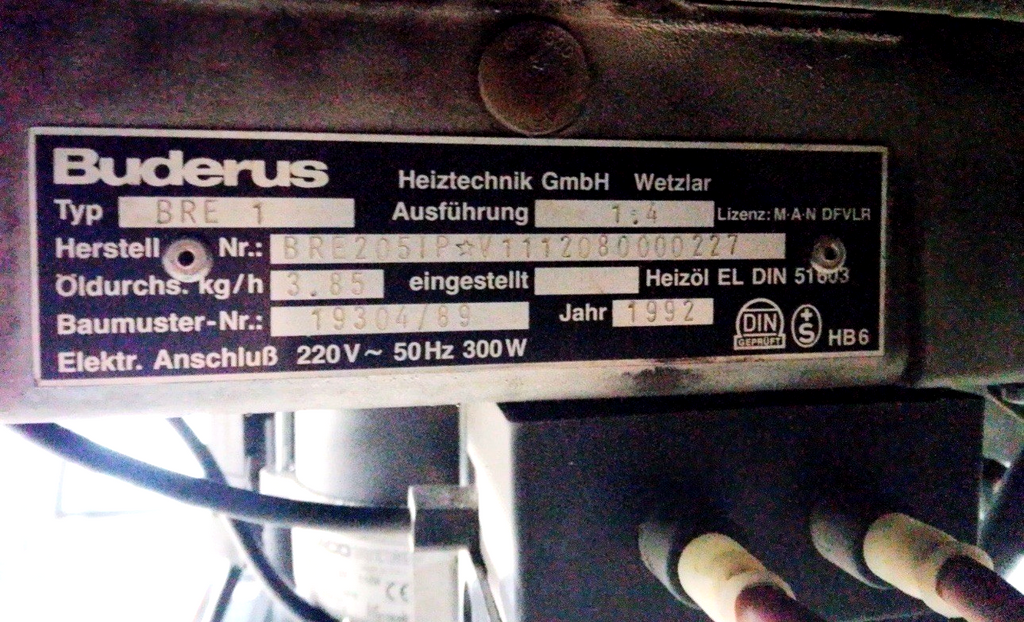 Buderus Heiztechnik GmbH Wetzlar
Typ BRE 1 Ausführung 1.4 Lizenz: M·A·N DFVLR
Herstell Nr.: BRE205IP☆V1112080000227
Öldurchs. kg/h 3.85 eingestellt Heizöl EL DIN 51603
Baumuster-Nr.: 19304/89 Jahr 1992 DIN GEPRÜFT +S HB6
Elektr. Anschluß 220V~ 50Hz 300W
CE